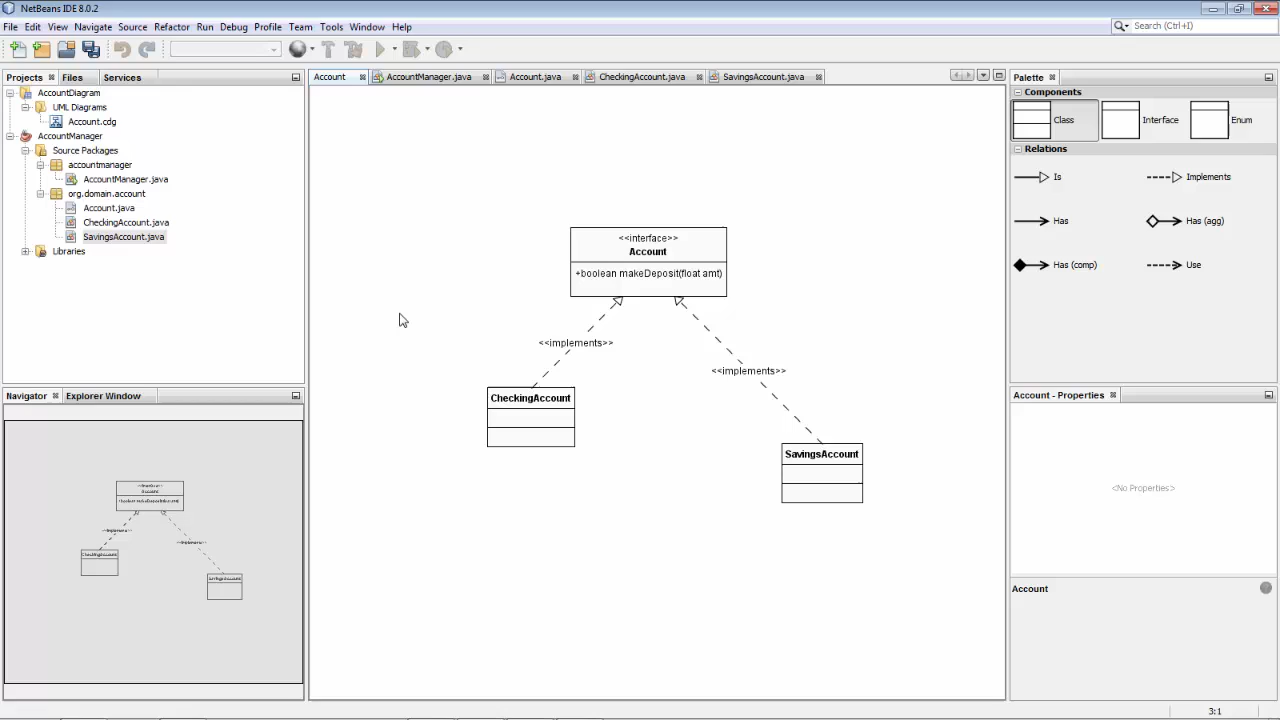 NetBeans IDE 8.0.2
File Edit View Navigate Source Refactor Run Debug Profile Team Tools Window Help
Search (Ctrl+I)
Projects Files Services
AccountDiagram
UML Diagrams
Account.cdg
AccountManager
Source Packages
accountmanager
AccountManager.java
org.domain.account
Account.java
CheckingAccount.java
SavingsAccount.java
Libraries
Navigator Explorer Window
Account AccountManager.java Account.java CheckingAccount.java SavingsAccount.java
<<interface>>
Account
+boolean makeDeposit(float amt)
<<implements>>
<<implements>>
CheckingAccount
SavingsAccount
Palette
Components
Class Interface Enum
Relations
Is Implements
Has Has (agg)
Has (comp) Use
Account - Properties
<No Properties>
Account
3:1